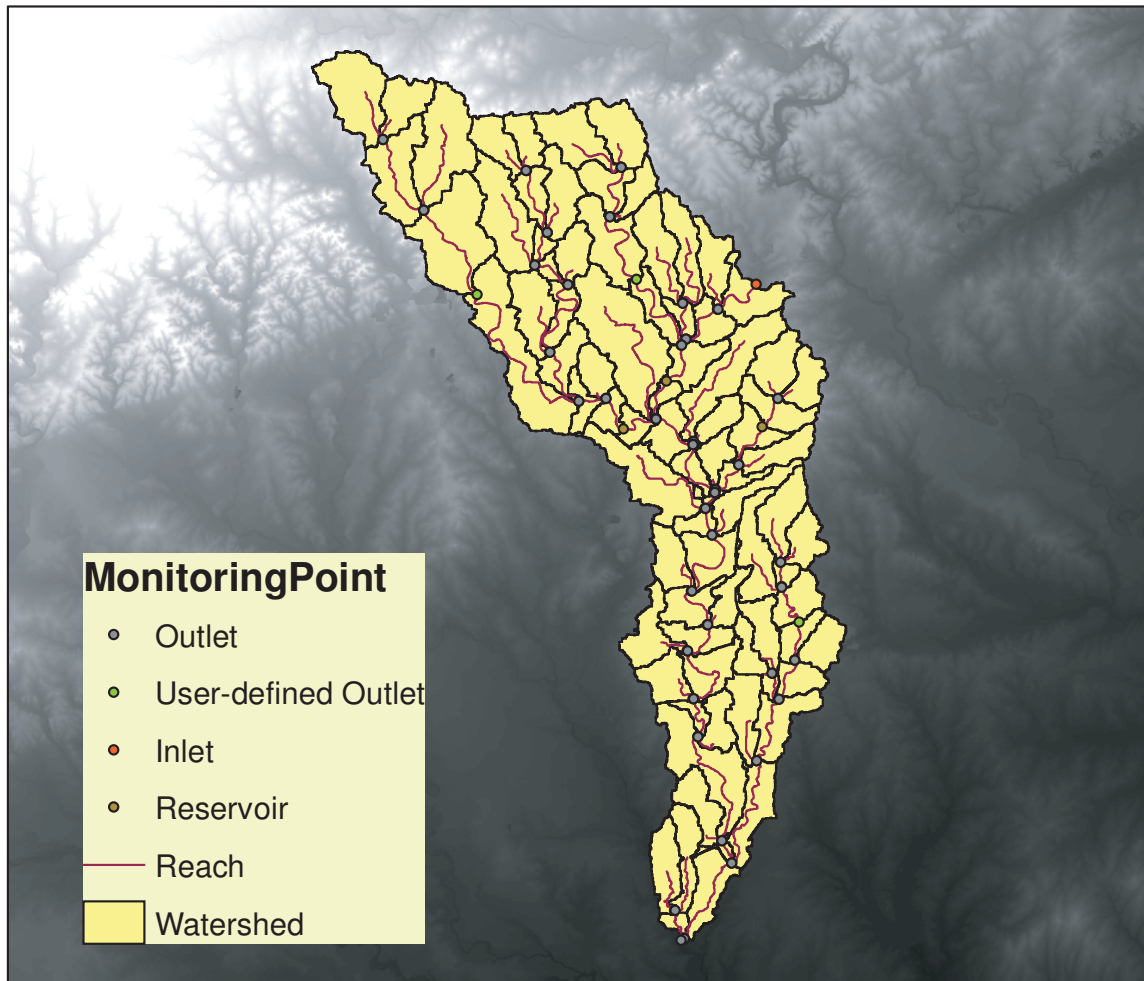 MonitoringPoint
Outlet
User-defined Outlet
Inlet
Reservoir
Reach
Watershed